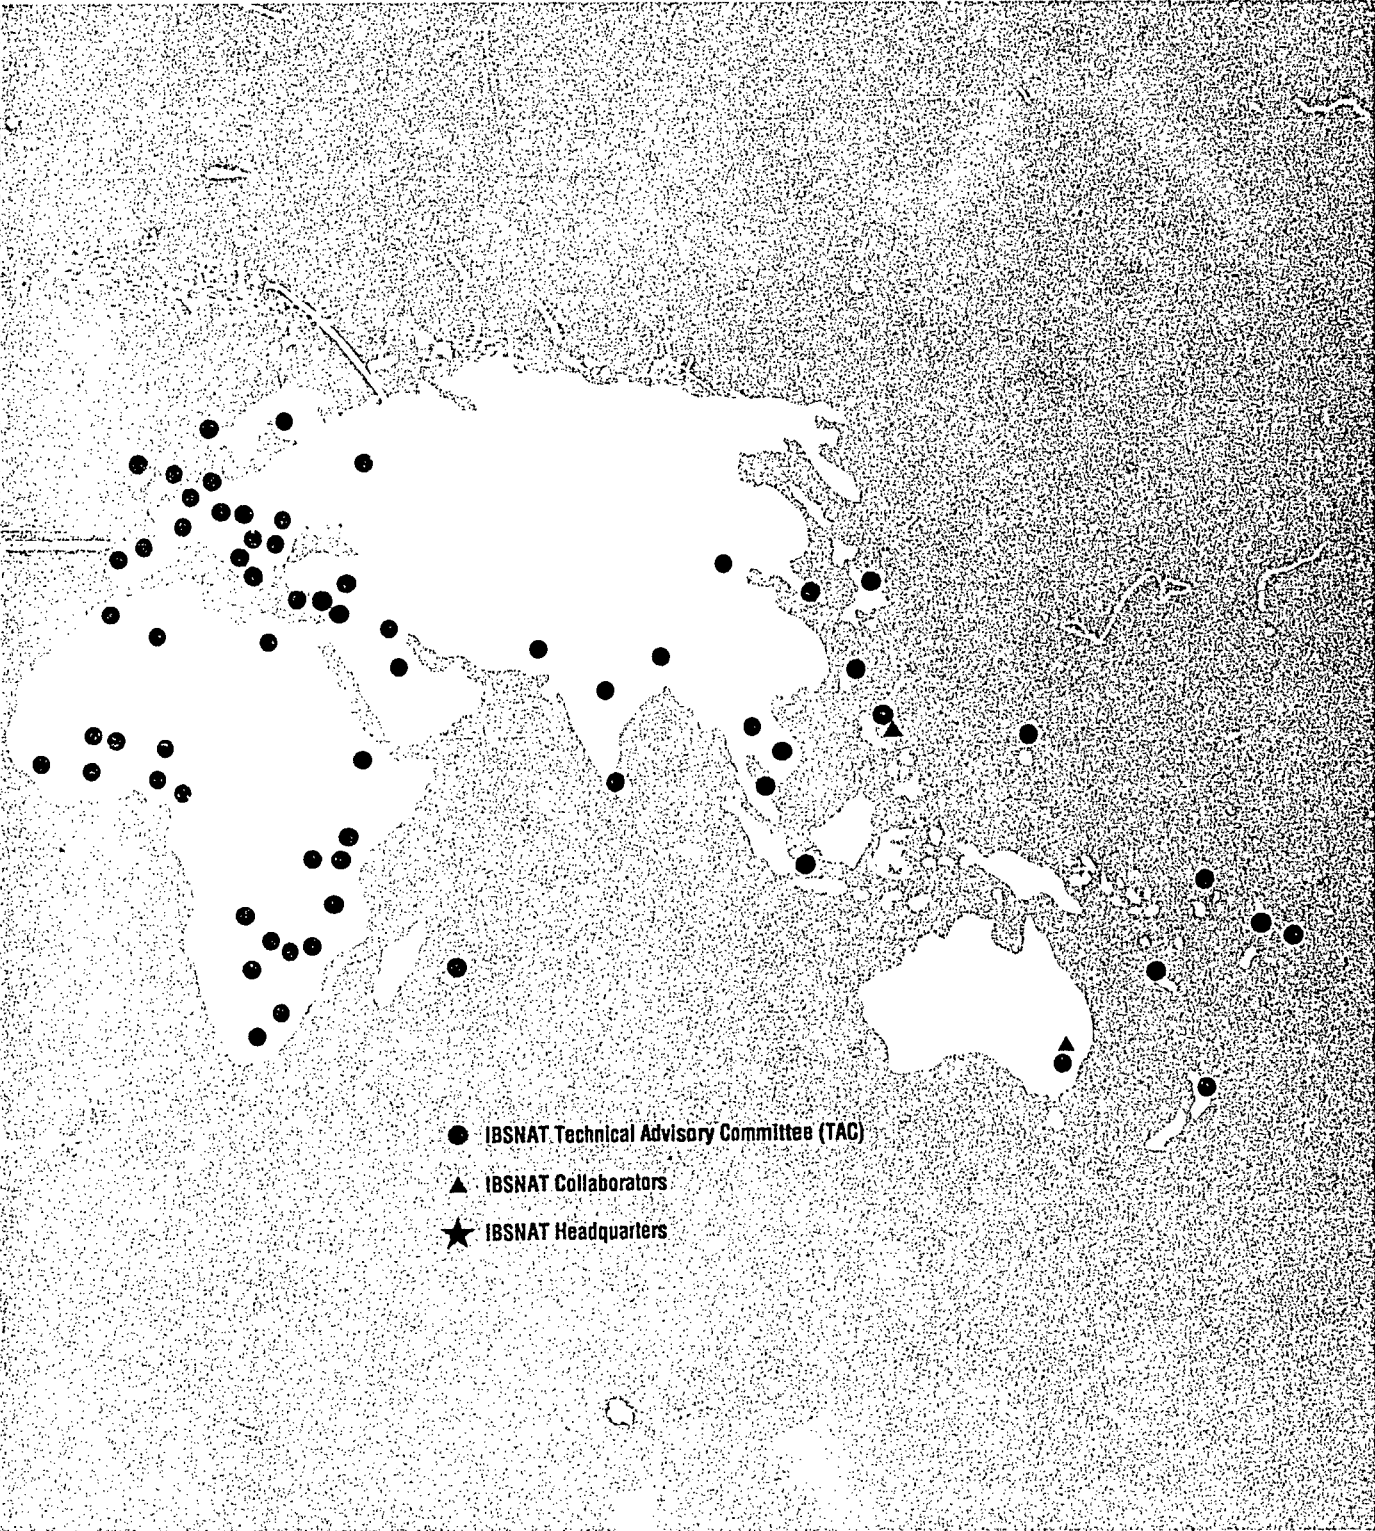 IBSNAT Technical Advisory Committee (TAC)
IBSNAT Collaborators
IBSNAT Headquarters